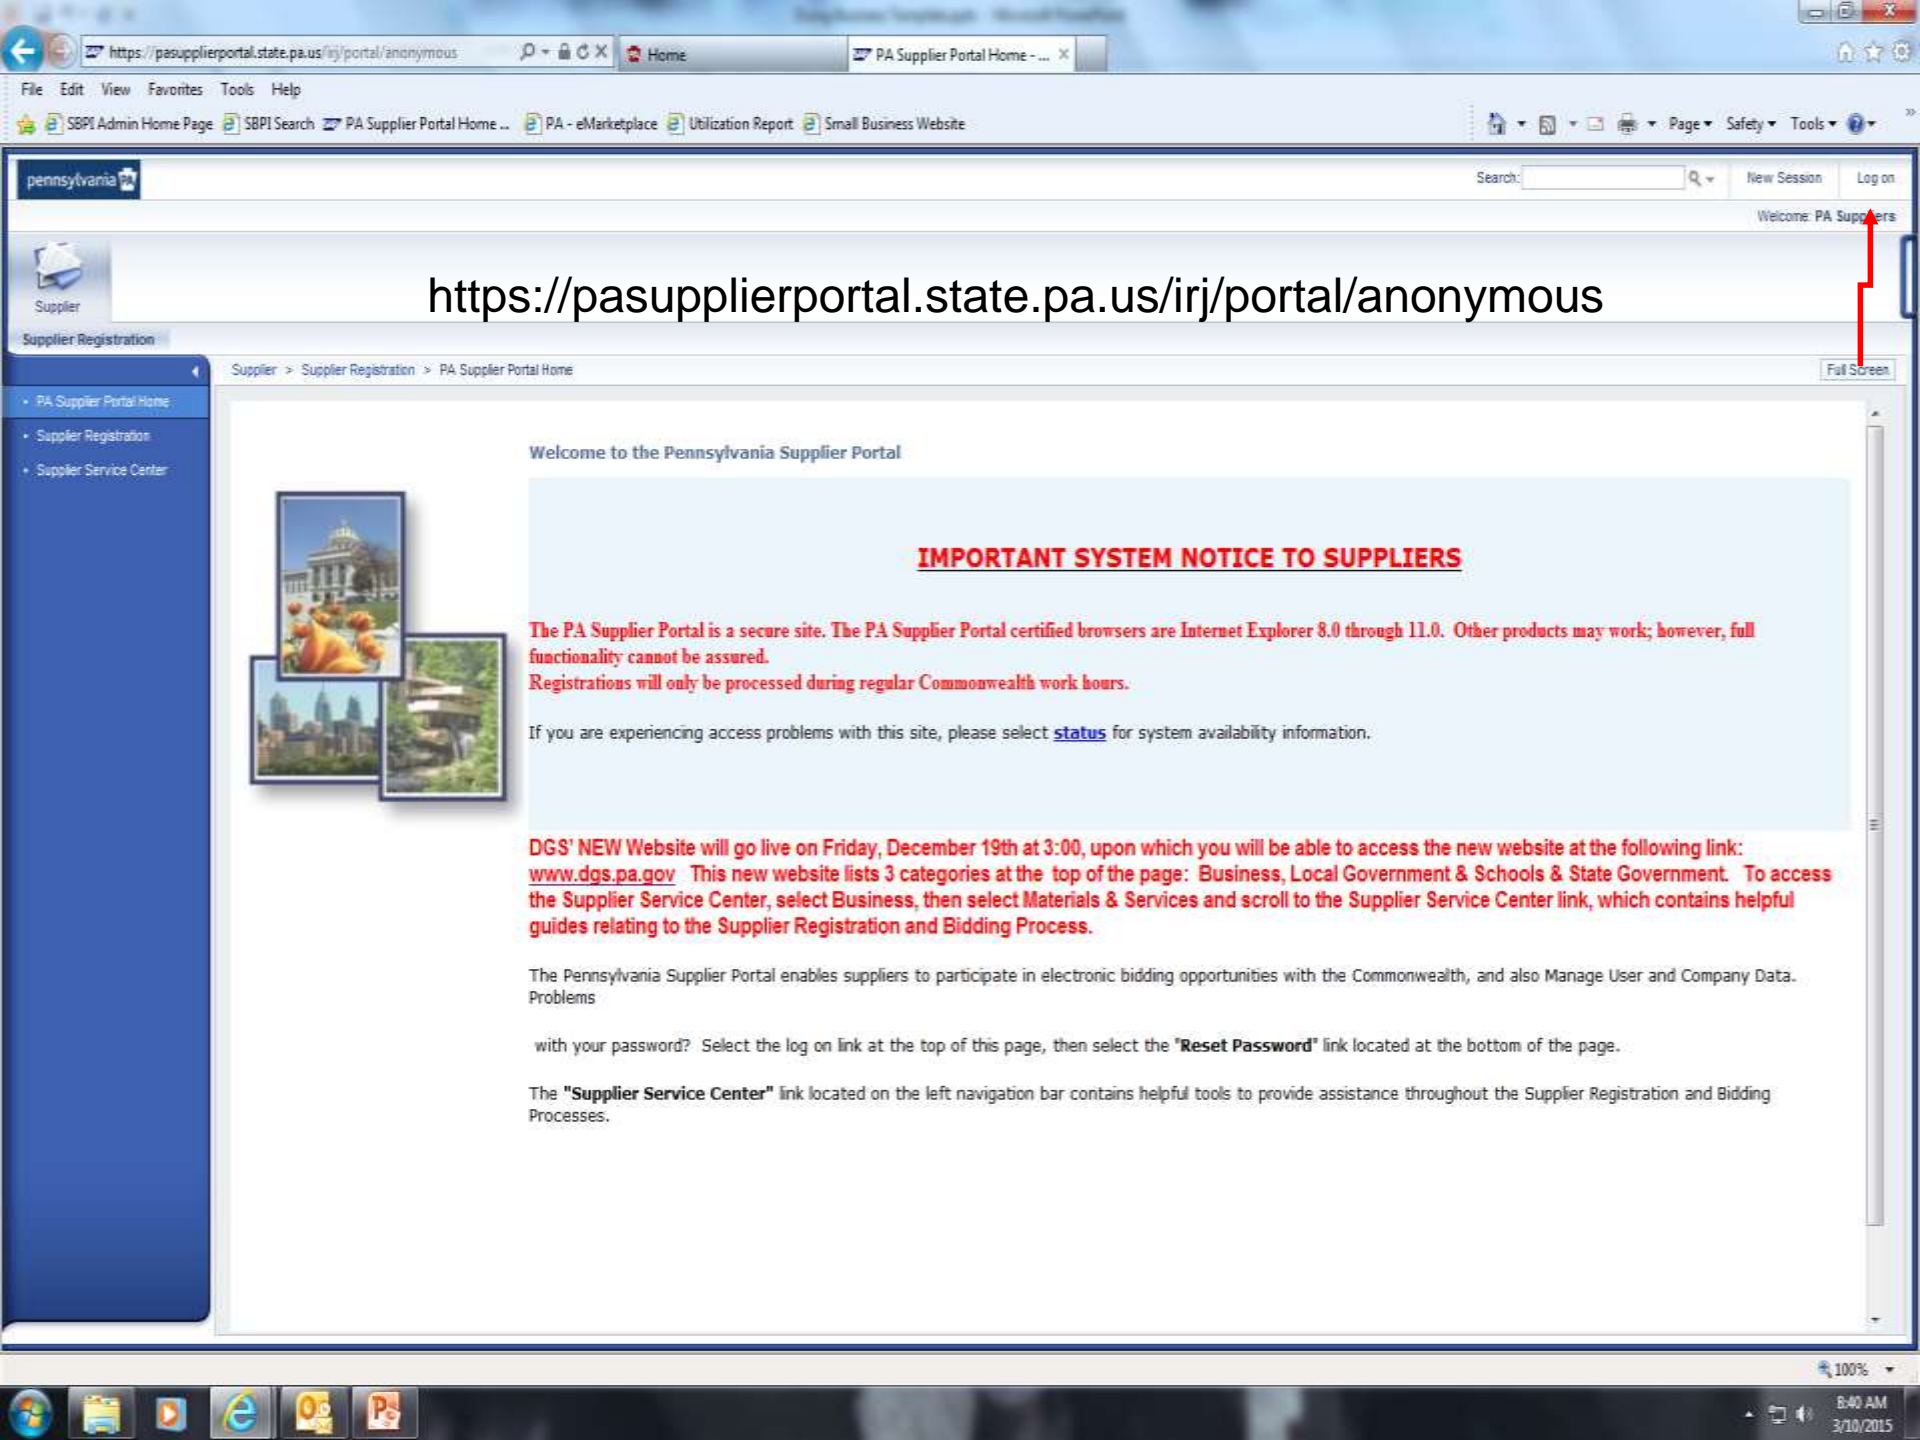 https://pasupplierportal.state.pa.us/irj/portal/anonymous
Home
PA Supplier Portal Home - ...
File Edit View Favorites Tools Help
SBPI Admin Home Page SBPI Search PA Supplier Portal Home ... PA - eMarketplace Utilization Report Small Business Website
Page Safety Tools
pennsylvania PA
Search:
New Session Log on
Welcome: PA Suppliers
Supplier
https://pasupplierportal.state.pa.us/irj/portal/anonymous
Supplier Registration
Supplier > Supplier Registration > PA Supplier Portal Home
Full Screen
• PA Supplier Portal Home
• Supplier Registration
• Supplier Service Center
Welcome to the Pennsylvania Supplier Portal
IMPORTANT SYSTEM NOTICE TO SUPPLIERS
The PA Supplier Portal is a secure site. The PA Supplier Portal certified browsers are Internet Explorer 8.0 through 11.0. Other products may work; however, full
functionality cannot be assured.
Registrations will only be processed during regular Commonwealth work hours.
If you are experiencing access problems with this site, please select status for system availability information.
DGS' NEW Website will go live on Friday, December 19th at 3:00, upon which you will be able to access the new website at the following link:
www.dgs.pa.gov This new website lists 3 categories at the top of the page: Business, Local Government & Schools & State Government. To access
the Supplier Service Center, select Business, then select Materials & Services and scroll to the Supplier Service Center link, which contains helpful
guides relating to the Supplier Registration and Bidding Process.
The Pennsylvania Supplier Portal enables suppliers to participate in electronic bidding opportunities with the Commonwealth, and also Manage User and Company Data.
Problems
with your password? Select the log on link at the top of this page, then select the "Reset Password" link located at the bottom of the page.
The "Supplier Service Center" link located on the left navigation bar contains helpful tools to provide assistance throughout the Supplier Registration and Bidding
Processes.
100%
8:40 AM
3/10/2015